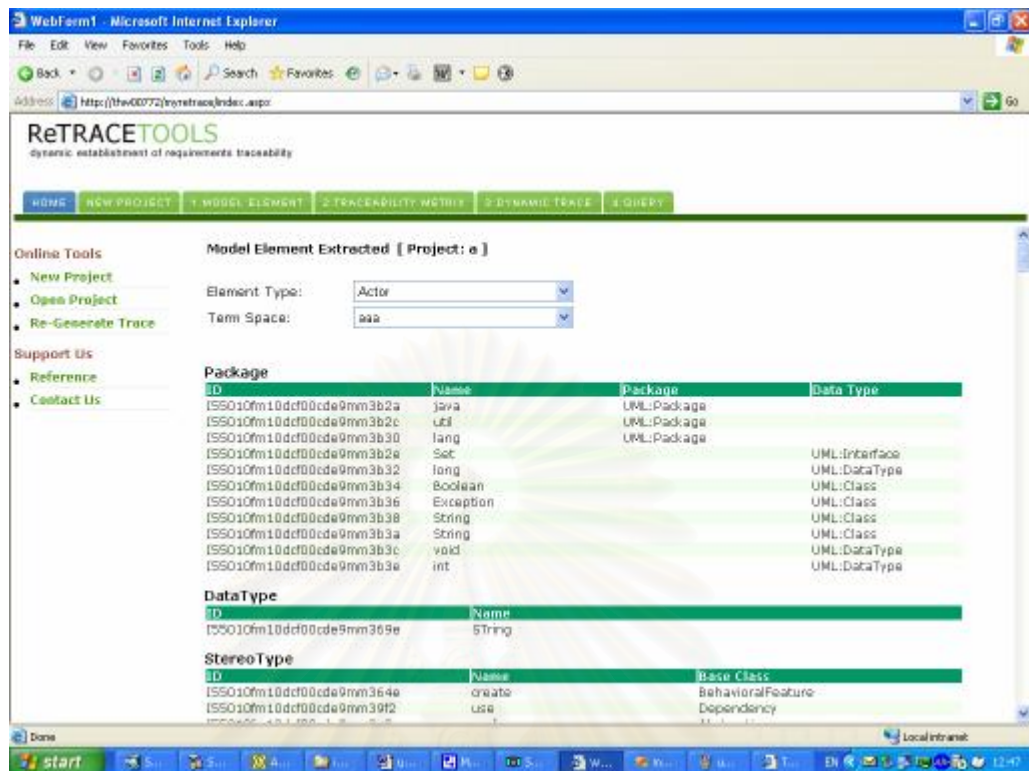 WebForm1 - Microsoft Internet Explorer
File Edit View Favorites Tools Help
Back Search Favorites
Address http://thw00772/myretrace/index.aspx Go
ReTRACETOOLS
dynamic establishment of requirements traceability
HOME NEW PROJECT 1 MODEL ELEMENT 2 TRACEABILITY METRIX 3 DYNAMIC TRACE 4 QUERY
Online Tools
New Project
Open Project
Re-Generate Trace
Support Us
Reference
Contact Us
Model Element Extracted [ Project: a ]
Element Type: Actor
Term Space: aaa
Package
ID Name Package Data Type
I55010fm10dcf00cde9mm3b2a java UML:Package
I55010fm10dcf00cde9mm3b2c util UML:Package
I55010fm10dcf00cde9mm3b30 lang UML:Package
I55010fm10dcf00cde9mm3b2e Set UML:Interface
I55010fm10dcf00cde9mm3b32 long UML:DataType
I55010fm10dcf00cde9mm3b34 Boolean UML:Class
I55010fm10dcf00cde9mm3b36 Exception UML:Class
I55010fm10dcf00cde9mm3b38 String UML:Class
I55010fm10dcf00cde9mm3b3a String UML:Class
I55010fm10dcf00cde9mm3b3c void UML:DataType
I55010fm10dcf00cde9mm3b3e int UML:DataType
DataType
ID Name
I55010fm10dcf00cde9mm369e STring
StereoType
ID Name Base Class
I55010fm10dcf00cde9mm364e create BehavioralFeature
I55010fm10dcf00cde9mm39f2 use Dependency
Done Local intranet
start S... S... A... u... M... S... W... u... T... EN 12:47